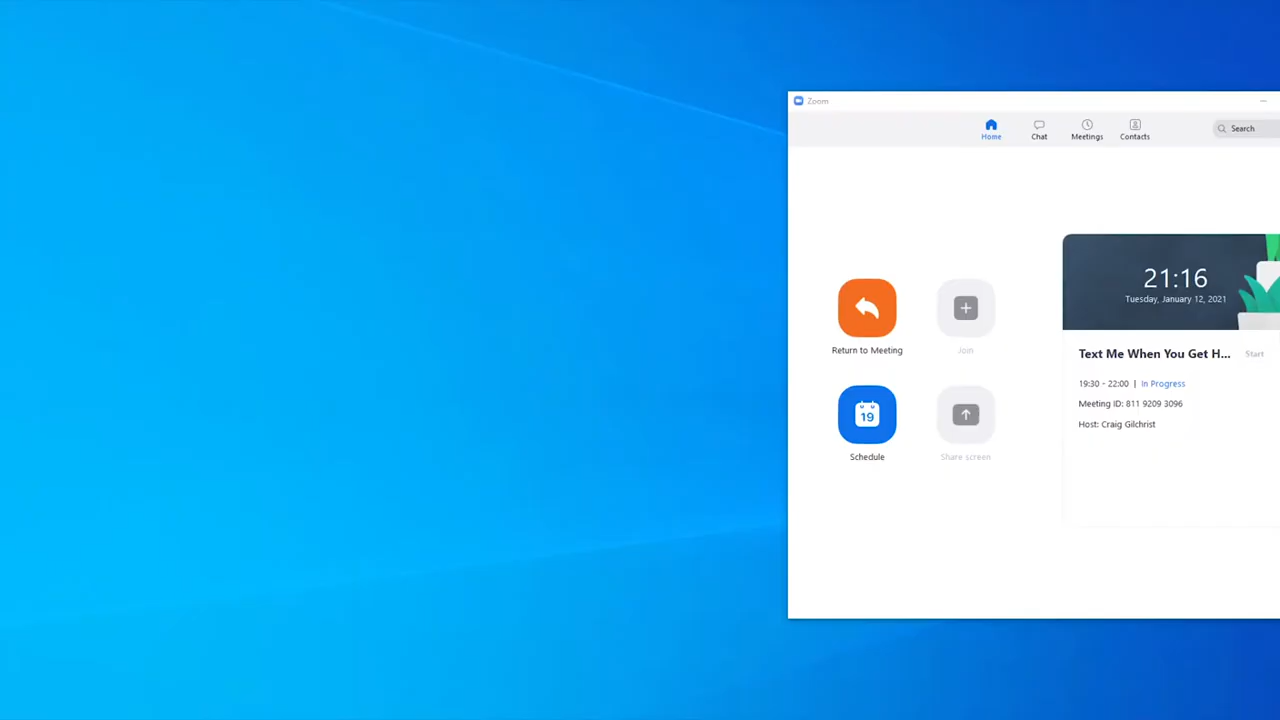 Zoom
Home
Chat
Meetings
Contacts
Search
21:16
Tuesday, January 12, 2021
Return to Meeting
Join
Text Me When You Get H...
Start
19:30 - 22:00 | In Progress
Meeting ID: 811 9209 3096
Host: Craig Gilchrist
19
Schedule
Share screen